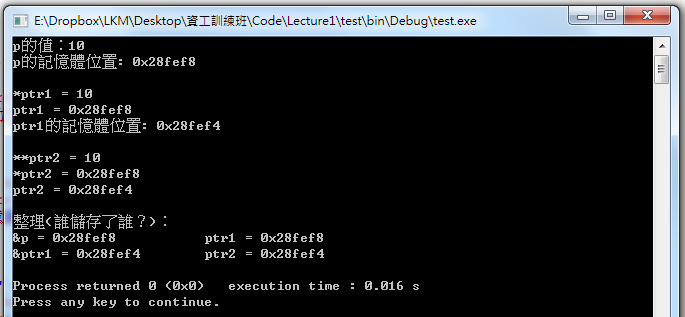 E:\Dropbox\LKM\Desktop\資工訓練班\Code\Lecture1\test\bin\Debug\test.exe
p的值：10
p的記憶體位置: 0x28fef8
*ptr1 = 10
ptr1 = 0x28fef8
ptr1的記憶體位置: 0x28fef4
**ptr2 = 10
*ptr2 = 0x28fef8
ptr2 = 0x28fef4
整理(誰儲存了誰？)：
&p = 0x28fef8 ptr1 = 0x28fef8
&ptr1 = 0x28fef4 ptr2 = 0x28fef4
Process returned 0 (0x0) execution time : 0.016 s
Press any key to continue.